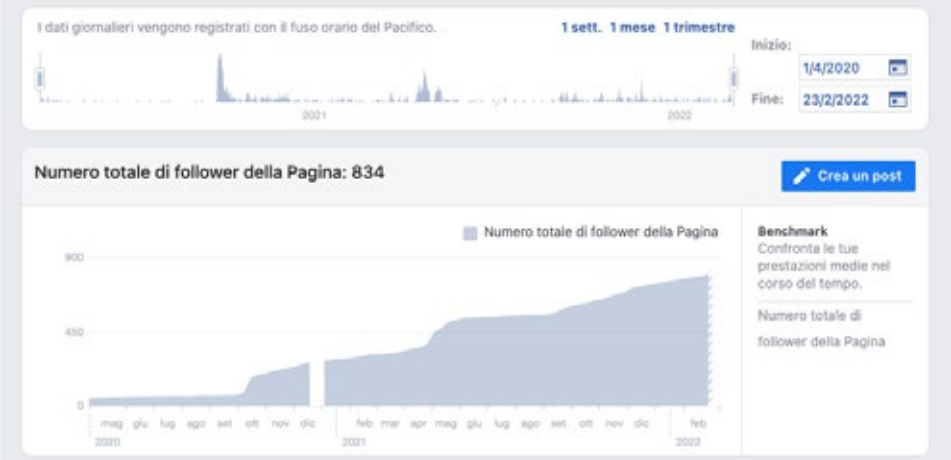 I dati giornalieri vengono registrati con il fuso orario del Pacifico.
1 sett. 1 mese 1 trimestre
Inizio:
1/4/2020
Fine:
23/2/2022
2021 2022
Numero totale di follower della Pagina: 834
Crea un post
Numero totale di follower della Pagina
900
450
0
mag giu lug ago set ott nov dic feb mar apr mag giu lug ago set ott nov dic feb
2020 2021 2022
Benchmark
Confronta le tue
prestazioni medie nel
corso del tempo.
Numero totale di
follower della Pagina